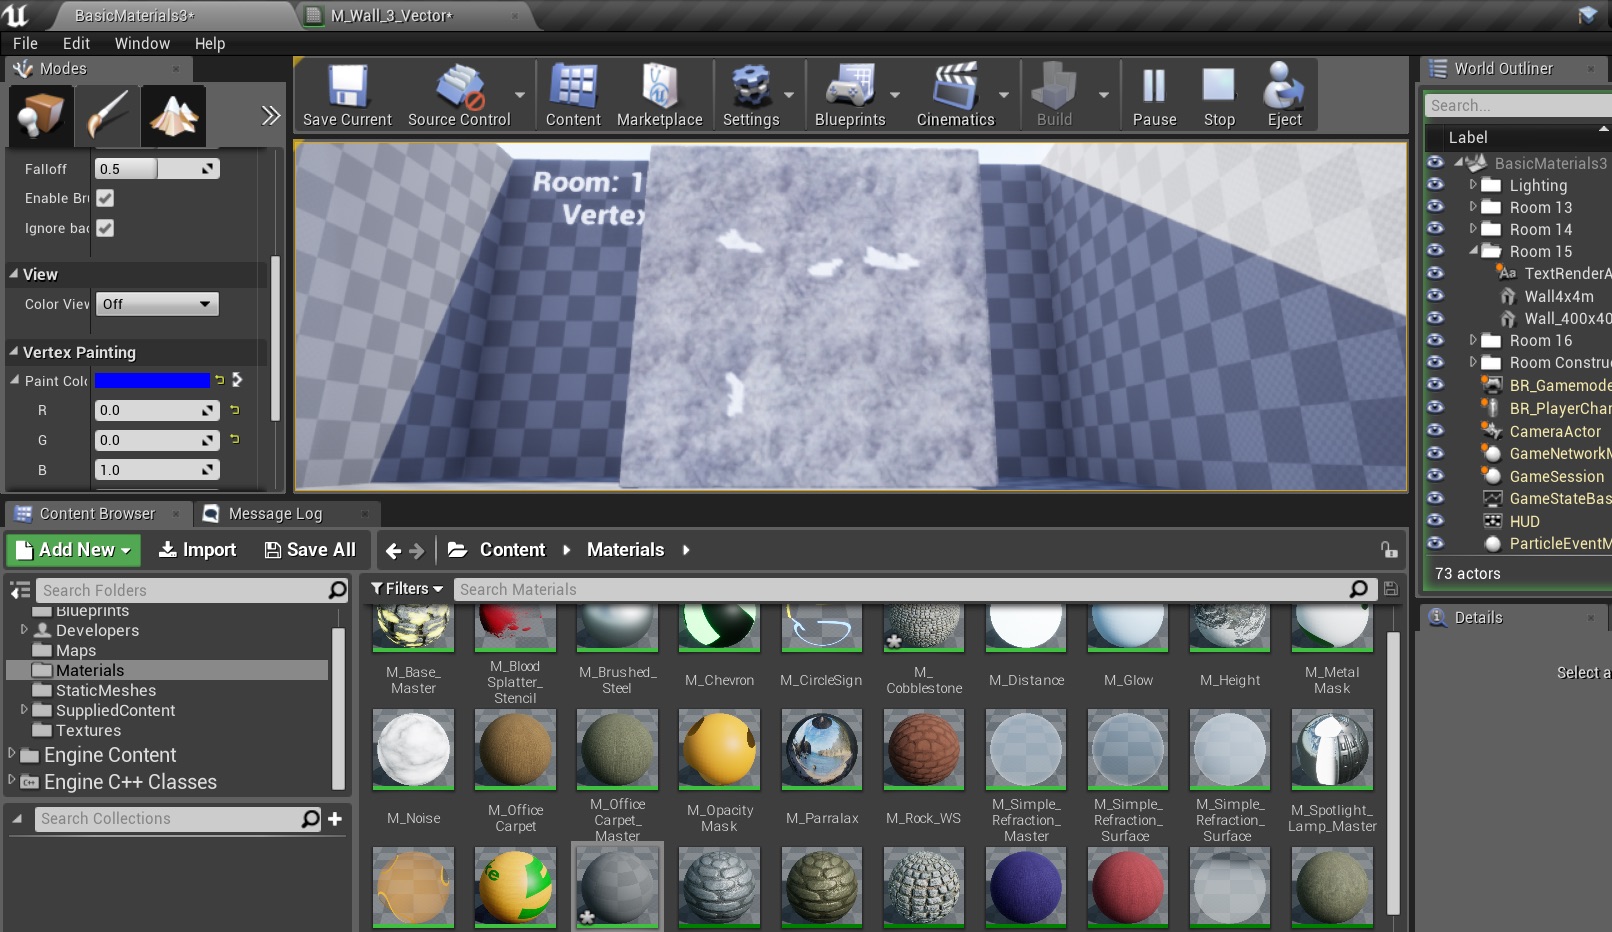 BasicMaterials3*
M_Wall_3_Vector*
File Edit Window Help
Modes
Save Current
Source Control
Content
Marketplace
Settings
Blueprints
Cinematics
Build
Pause
Stop
Eject
Falloff
0.5
Enable Br
Ignore bac
View
Color Viev
Off
Vertex Painting
Paint Colo
R
0.0
G
0.0
B
1.0
Room: 1
Vertex
World Outliner
Search...
Label
BasicMaterials3
Lighting
Room 13
Room 14
Room 15
Aa
TextRenderA
Wall4x4m
Wall_400x40
Room 16
Room Constru
BR_Gamemode
BR_PlayerChar
CameraActor
GameNetworkM
GameSession
GameStateBas
HUD
ParticleEventM
73 actors
Details
Select a
Content Browser
Message Log
Add New
Import
Save All
Content
Materials
Search Folders
Filters
Search Materials
Blueprints
Developers
Maps
Materials
StaticMeshes
SuppliedContent
Textures
Engine Content
C++
Engine C++ Classes
Search Collections
M_Base_
Master
M_Blood
Splatter_
Stencil
M_Brushed_
Steel
M_Chevron
M_CircleSign
M_
Cobblestone
M_Distance
M_Glow
M_Height
M_Metal
Mask
M_Noise
M_Office
Carpet
M_Office
Carpet_
Master
M_Opacity
Mask
M_Parralax
M_Rock_WS
M_Simple_
Refraction_
Master
M_Simple_
Refraction_
Surface
M_Simple_
Refraction_
Surface
M_Spotlight_
Lamp_Master